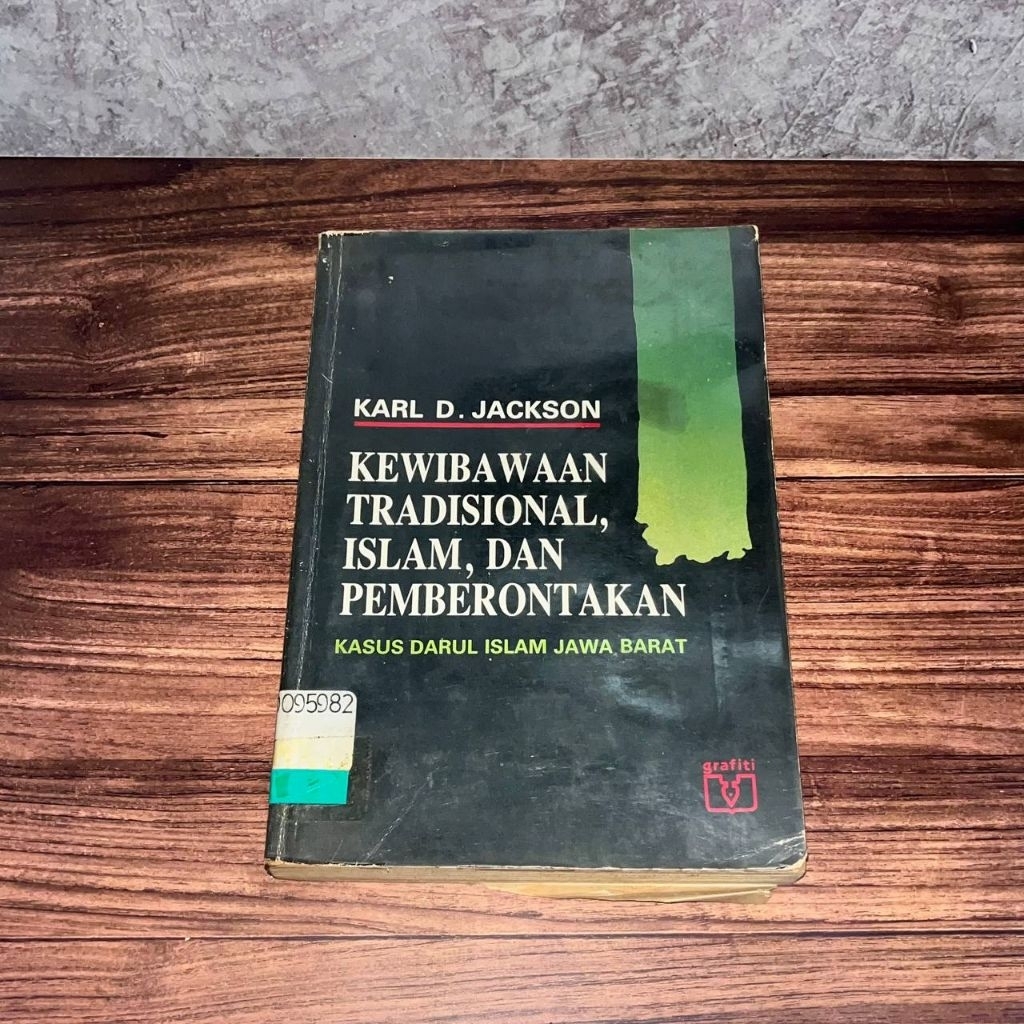 KARL D. JACKSON
KEWIBAWAAN
TRADISIONAL,
ISLAM, DAN
PEMBERONTAKAN
KASUS DARUL ISLAM JAWA BARAT
095982
grafiti